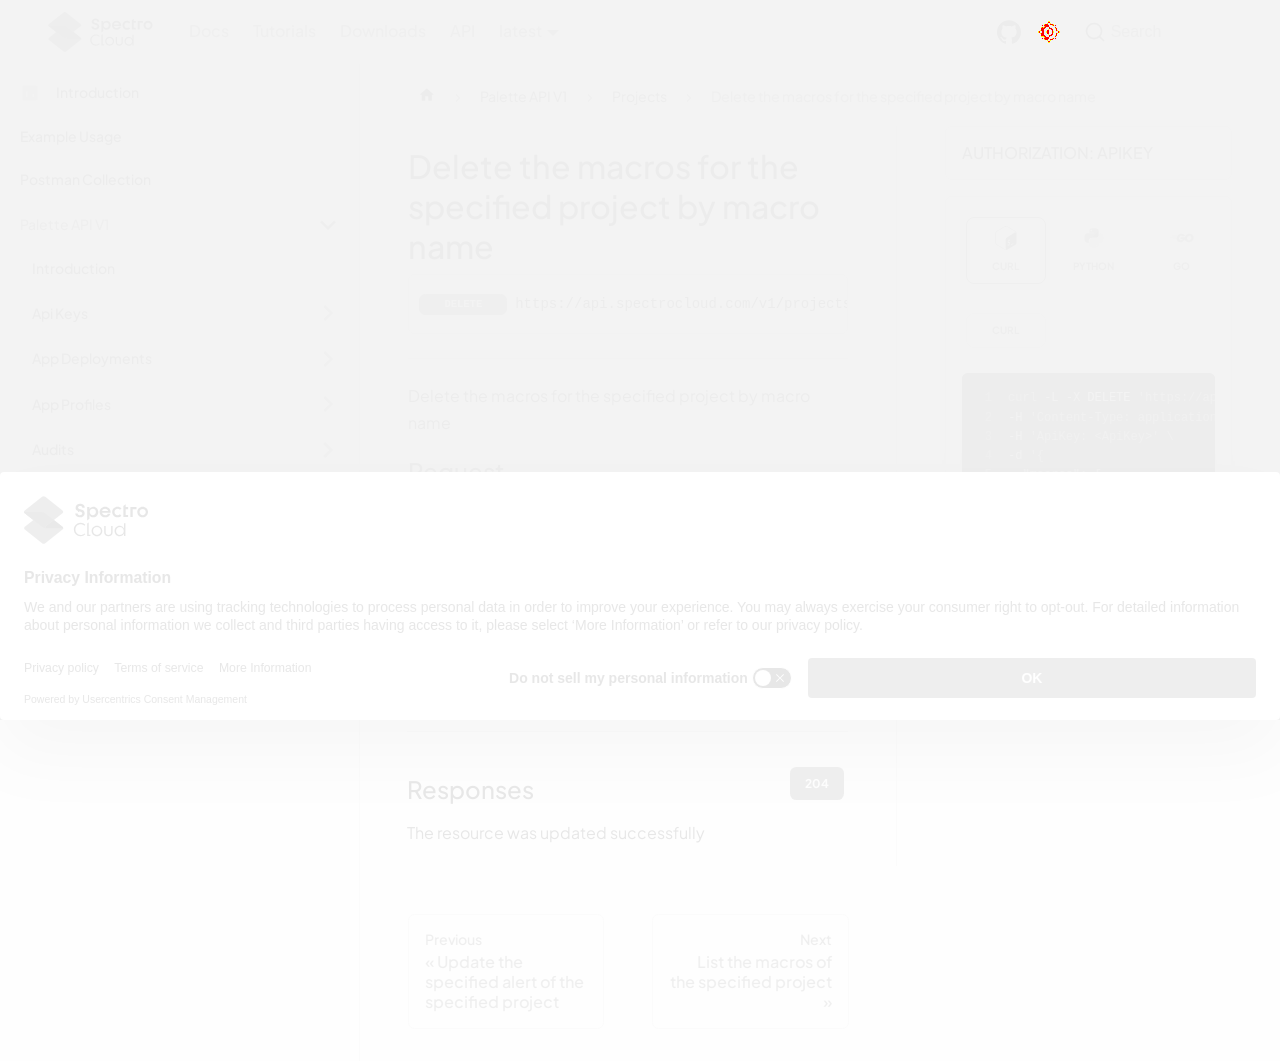 Spectro Cloud
Docs Tutorials Downloads API latest
Search
Introduction
Palette API V1 Projects Delete the macros for the specified project by macro name
Example Usage
Postman Collection
Palette API V1
Introduction
Api Keys
App Deployments
App Profiles
Audits
Delete the macros for the
specified project by macro
name
https://api.spectrocloud.com/v1/projects
Delete the macros for the specified project by macro
name
Request
AUTHORIZATION: APIKEY
CURL PYTHON GO
CURL
DELETE
Spectro Cloud
Privacy Information
We and our partners are using tracking technologies to process personal data in order to improve your experience. You may always exercise your consumer right to opt-out. For detailed information
about personal information we collect and third parties having access to it, please select ‘More Information’ or refer to our privacy policy.
Privacy policy Terms of service More Information
Do not sell my personal information
OK
Powered by Usercentrics Consent Management
Responses
204
The resource was updated successfully
Previous
« Update the
specified alert of the
specified project
Next
List the macros of
the specified project
»